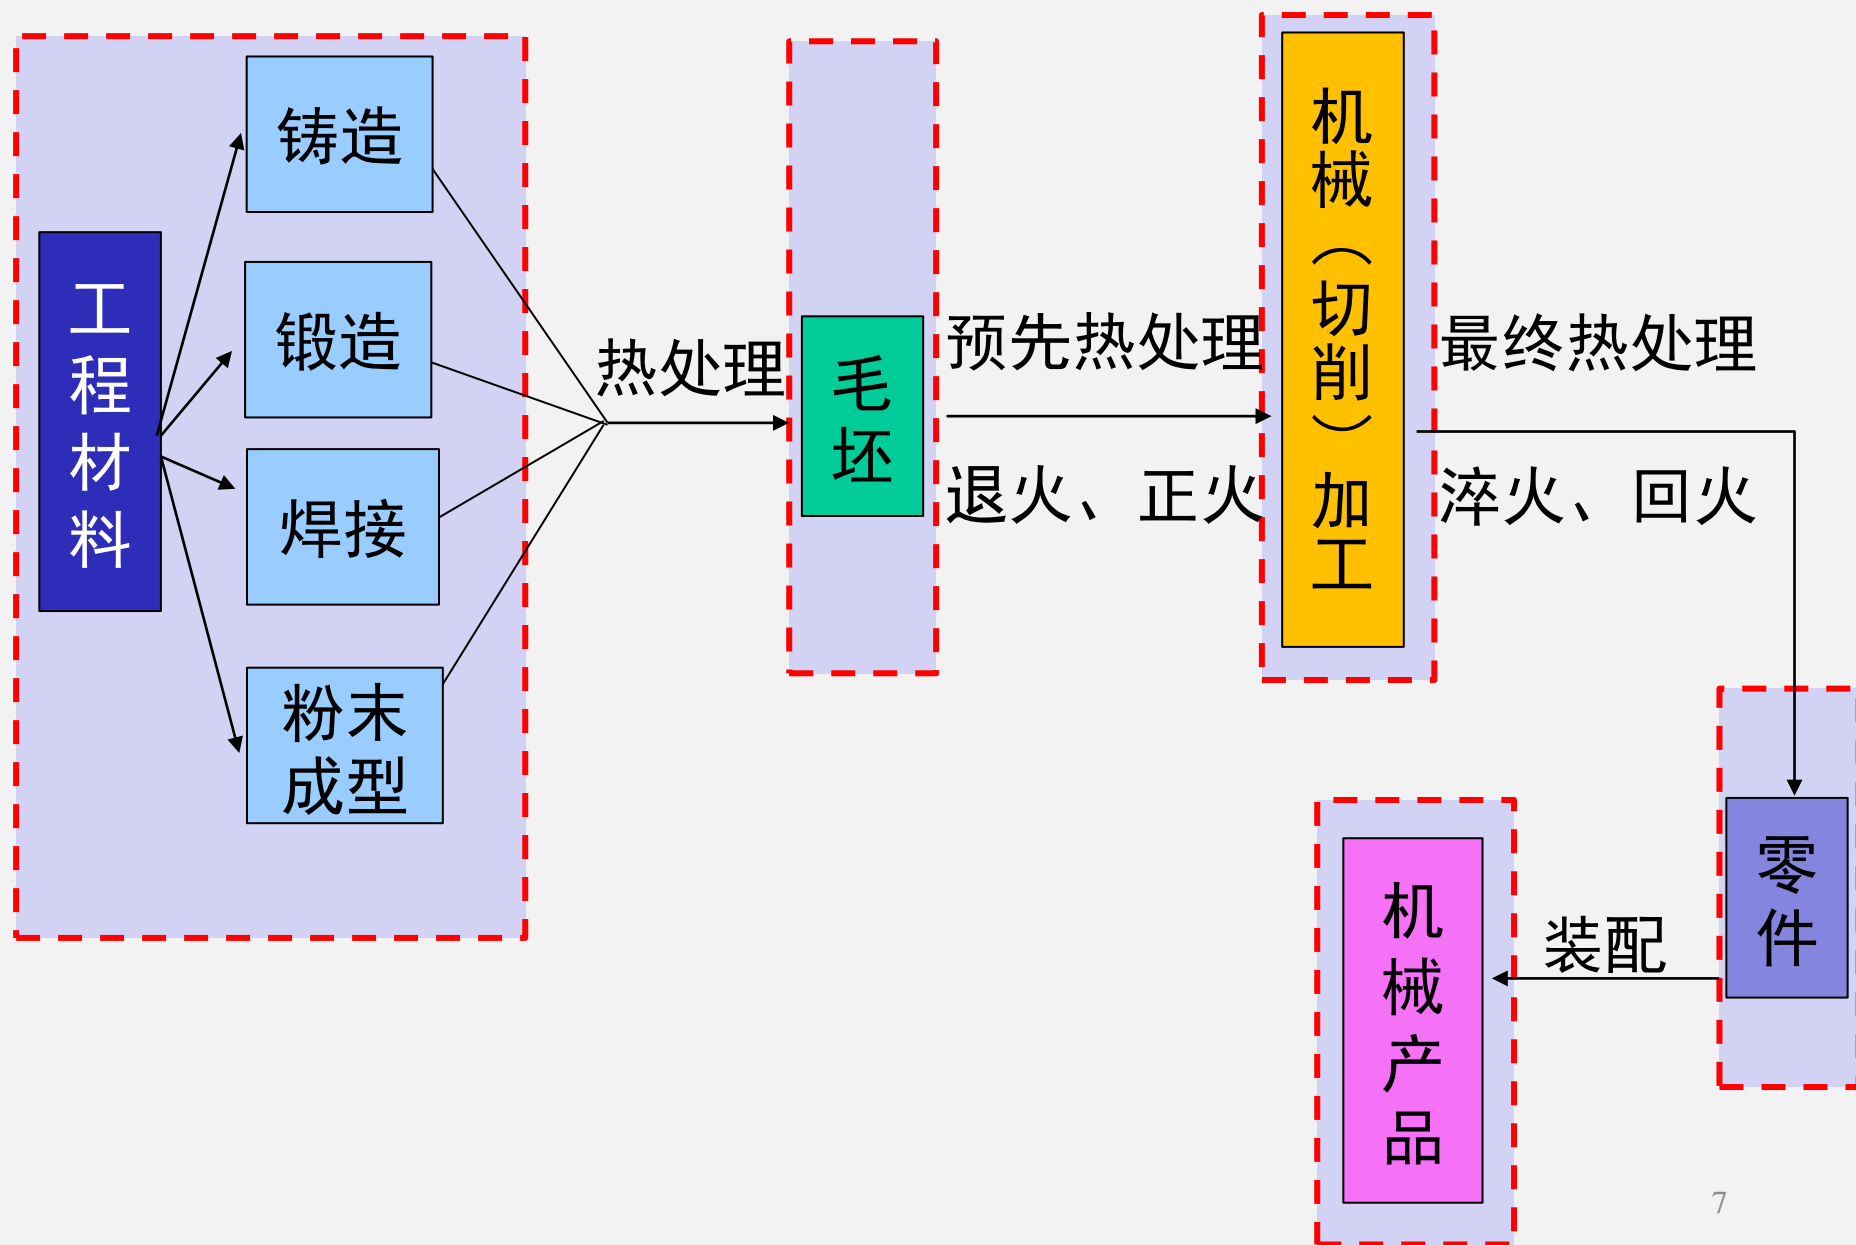 工程材料
铸造
锻造
焊接
粉末
成型
热处理
毛坯
预先热处理
退火、正火
机械（切削）加工
最终热处理
淬火、回火
零件
装配
机械产品
7